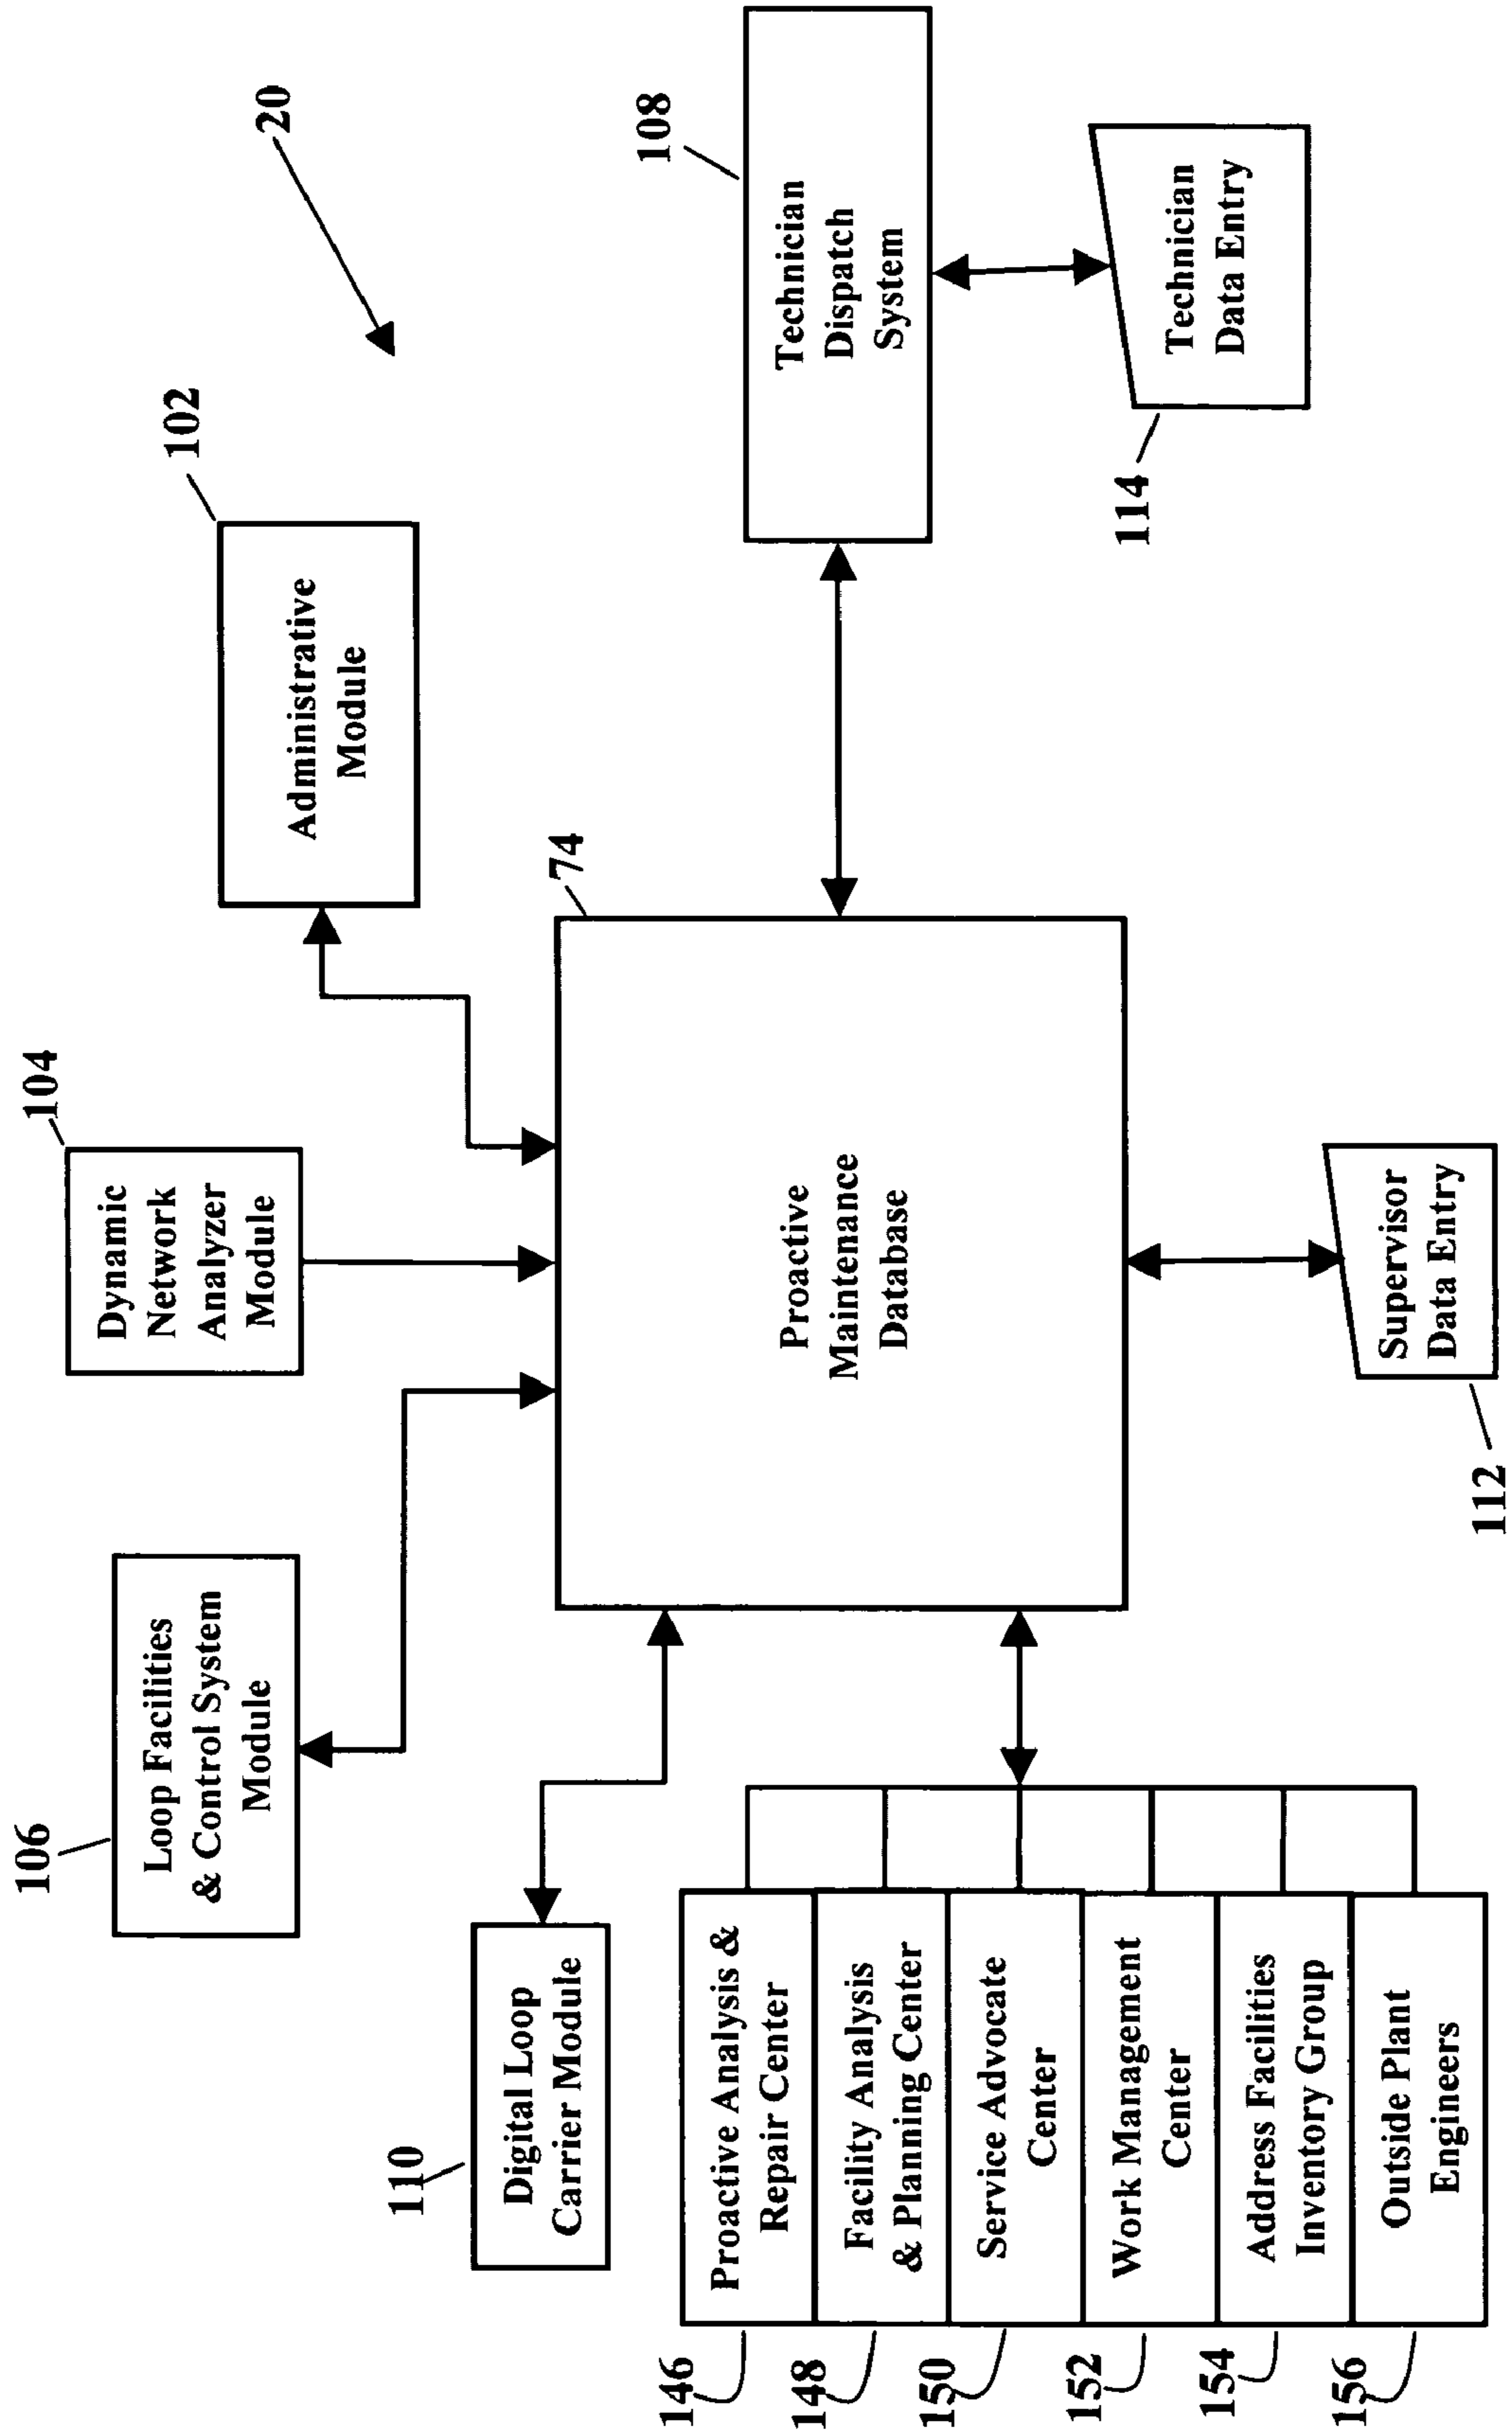 20
102
Administrative
Module
104
Dynamic
Network
Analyzer
Module
106
Loop Facilities
& Control System
Module
108
Technician
Dispatch
System
114
Technician
Data Entry
74
Proactive
Maintenance
Database
112
Supervisor
Data Entry
110
Digital Loop
Carrier Module
146
Proactive Analysis &
Repair Center
148
Facility Analysis
& Planning Center
150
Service Advocate
Center
152
Work Management
Center
154
Address Facilities
Inventory Group
156
Outside Plant
Engineers